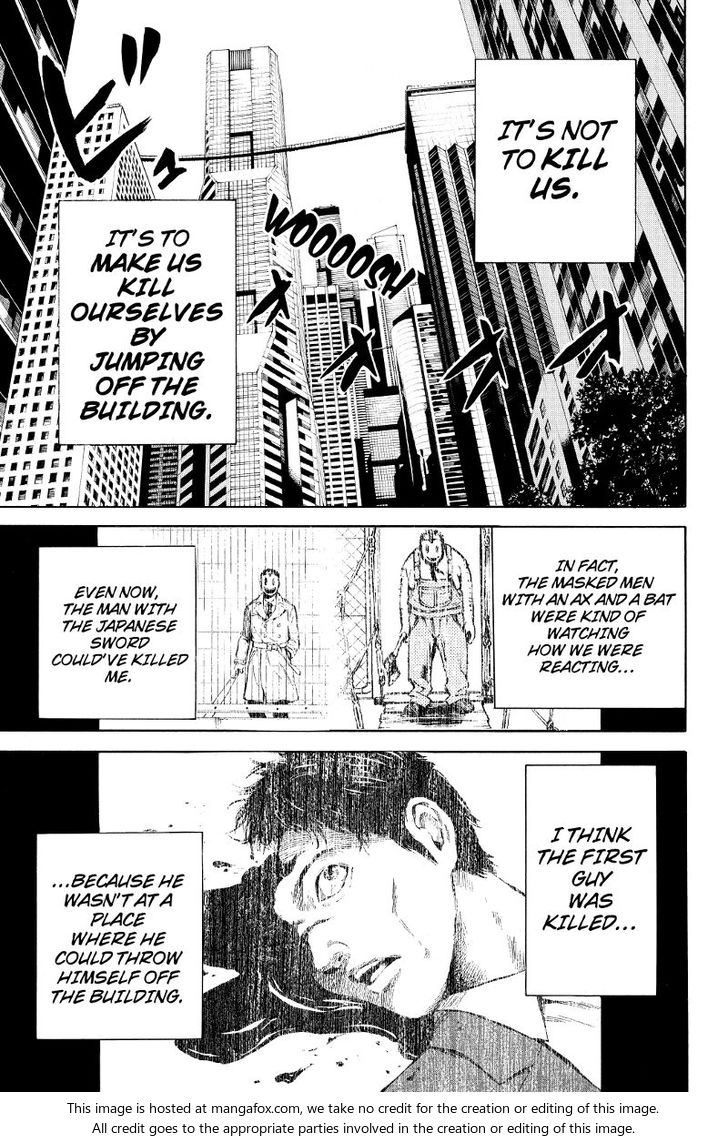 IT'S NOT
TO KILL
US.
ビュ
IT'S TO
MAKE US
KILL
OURSELVES
BY
JUMPING
OFF THE
BUILDING.
WOOOOSH
IN FACT,
THE MASKED MEN
WITH AN AX AND A BAT
WERE KIND OF
WATCHING
HOW WE WERE
REACTING...
EVEN NOW,
THE MAN WITH
THE JAPANESE
SWORD
COULD'VE KILLED
ME.
I THINK
THE FIRST
GUY
WAS
KILLED...
...BECAUSE HE
WASN'T AT A
PLACE
WHERE HE
COULD THROW
HIMSELF OFF
THE BUILDING.
This image is hosted at mangafox.com, we take no credit for the creation or editing of this image.
All credit goes to the appropriate parties involved in the creation or editing of this image.